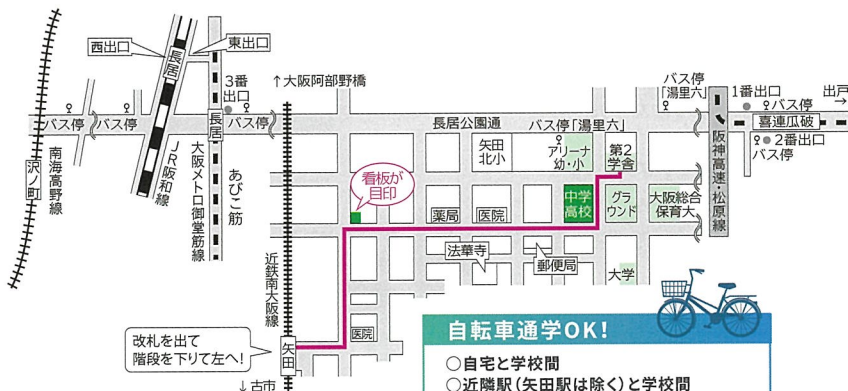 西出口
東出口
長居
3番
出口
長居
↑大阪阿部野橋
バス停
バス停
バス停
沢ノ町
南海高野線
JR阪和線
大阪メトロ御堂筋線
あびこ筋
近鉄南大阪線
長居公園通
バス停「湯里六」
バス停
「湯里六」
1番出口
バス停
出戸
→
喜連瓜破
2番出口
バス停
阪神高速・松原線
矢田
北小
アリーナ
幼・小
第2
学舎
看板が
目印
薬局
医院
中学
高校
グラ
ウンド
大阪総合
保育大
法華寺
郵便局
大学
医院
改札を出て
階段を下りて左へ!
矢田
↓古市
自転車通学OK!
○自宅と学校間
○近隣駅(矢田駅は除く)と学校間